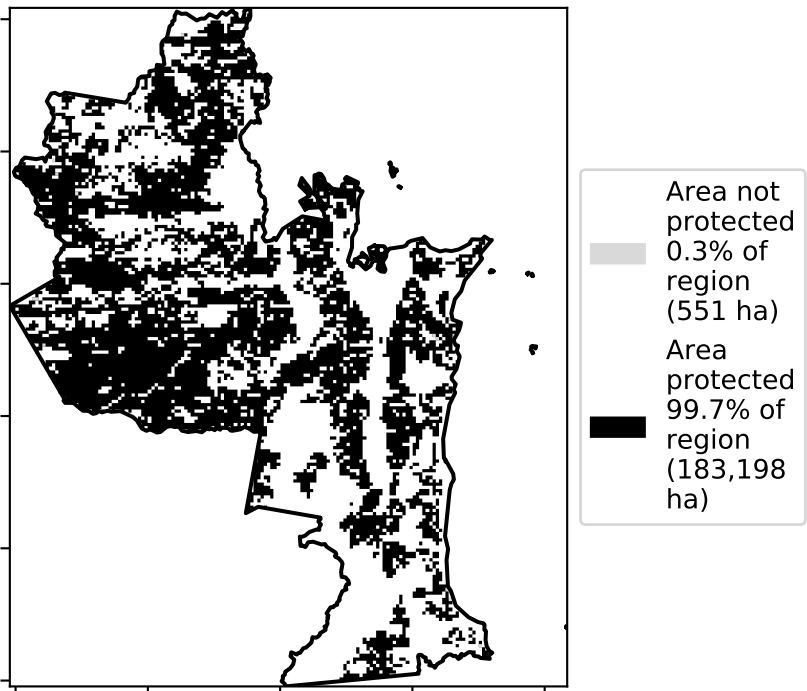 Area not
protected
0.3% of
region
(551 ha)
Area
protected
99.7% of
region
(183,198
ha)